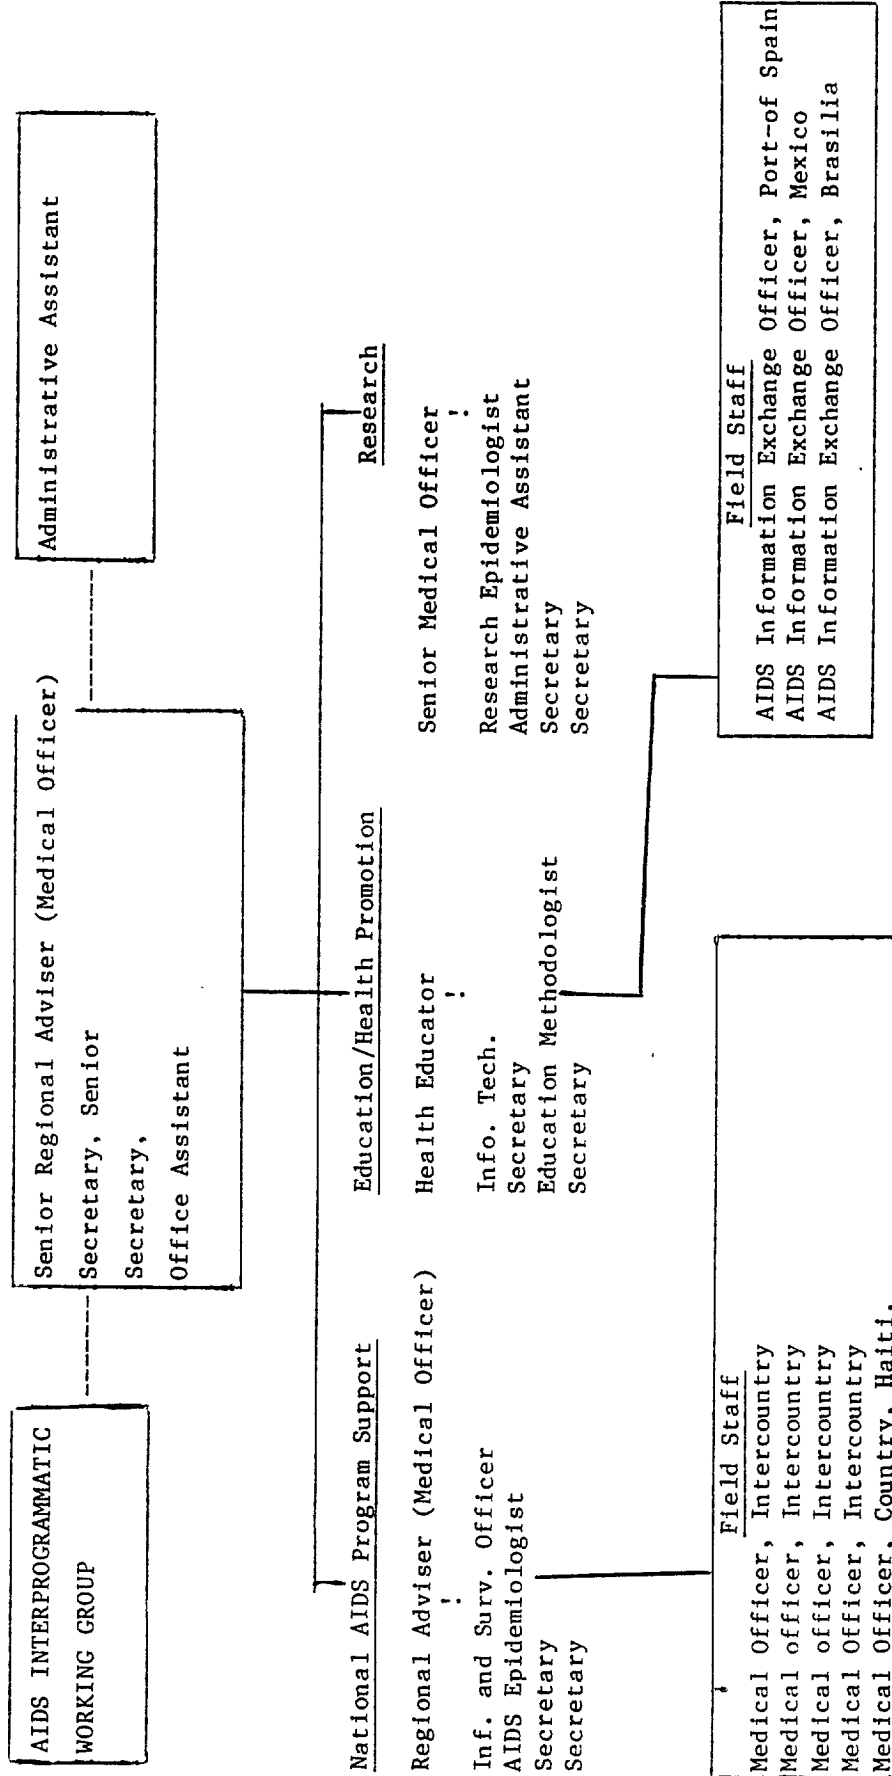 AIDS INTERPROGRAMMATIC
WORKING GROUP
Senior Regional Adviser (Medical Officer)
Secretary, Senior
Secretary,
Office Assistant
Administrative Assistant
National AIDS Program Support
Regional Adviser (Medical Officer)
Inf. and Surv. Officer
AIDS Epidemiologist
Secretary
Secretary
Education/Health Promotion
Health Educator
Info. Tech.
Secretary
Education Methodologist
Secretary
Research
Senior Medical Officer
Research Epidemiologist
Administrative Assistant
Secretary
Secretary
Field Staff
Medical Officer, Intercountry
Medical officer, Intercountry
Medical officer, Intercountry
Medical Officer, Intercountry
Medical Officer, Country, Haiti.
Field Staff
AIDS Information Exchange Officer, Port-of Spain
AIDS Information Exchange Officer, Mexico
AIDS Information Exchange Officer, Brasilia